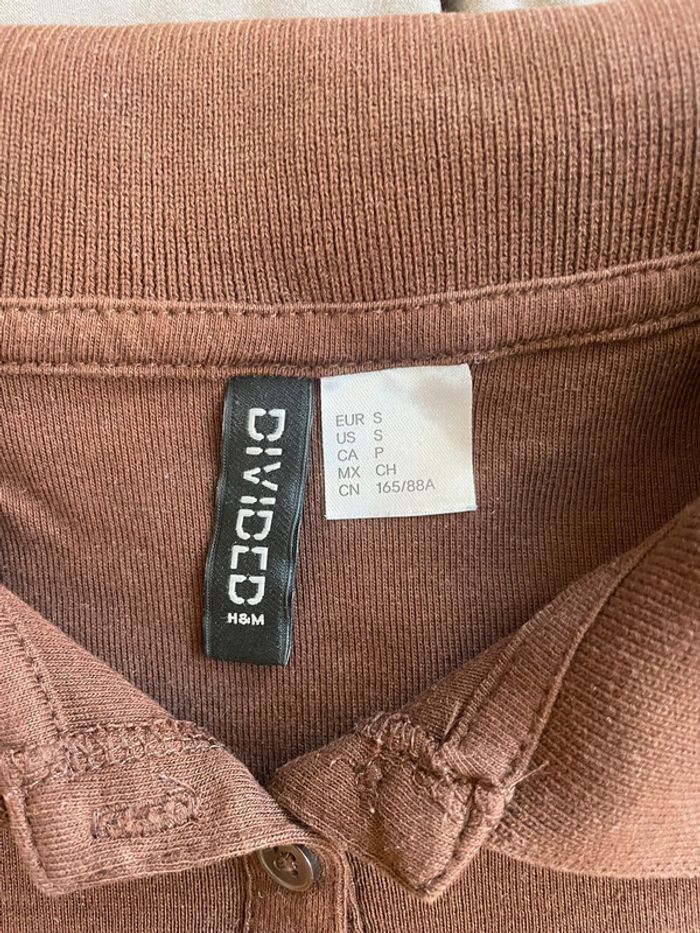 DIVIDED
H&M
EUR S
US S
CA P
MX CH
CN 165/88A